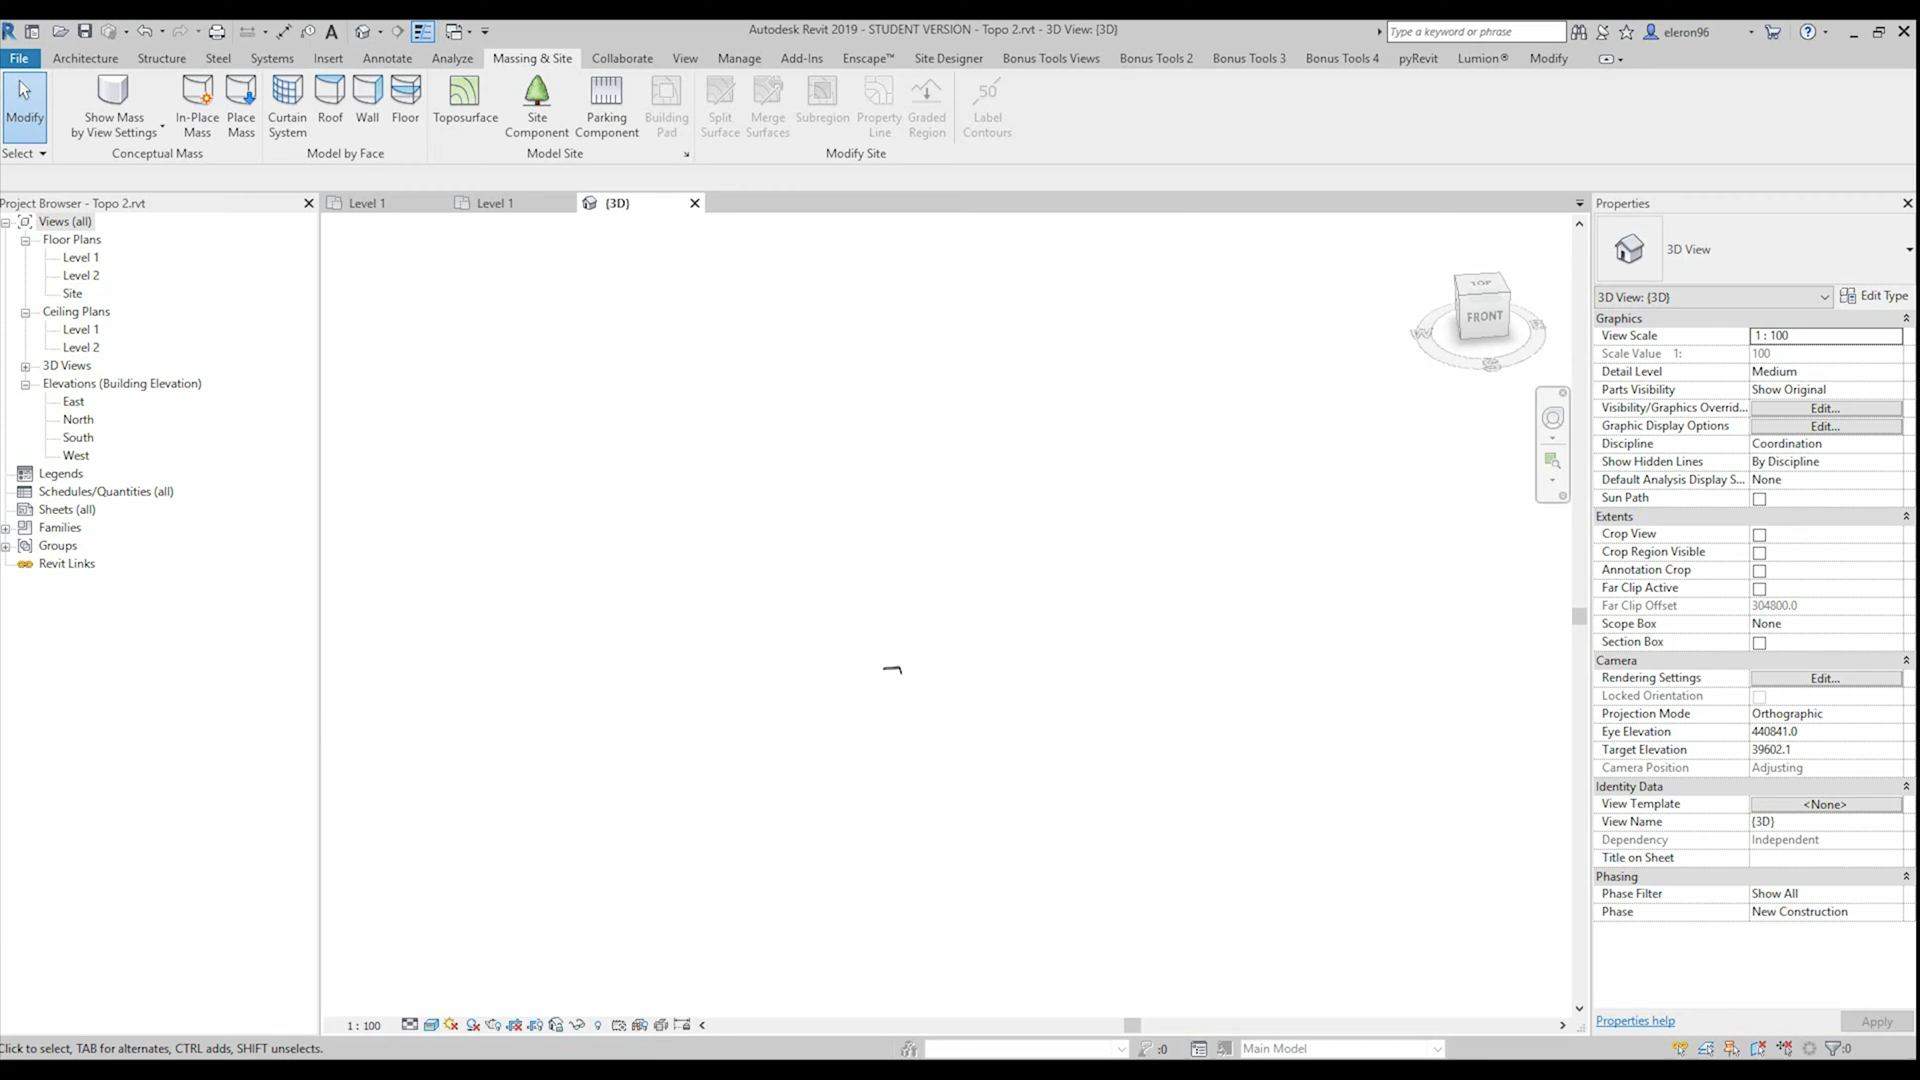 Autodesk Revit 2019 - STUDENT VERSION - Topo 2.rvt - 3D View: {3D}
Type a keyword or phrase
eleron96
File Architecture Structure Steel Systems Insert Annotate Analyze Massing & Site Collaborate View Manage Add-Ins Enscape™ Site Designer Bonus Tools Views Bonus Tools 2 Bonus Tools 3 Bonus Tools 4 pyRevit Lumion® Modify
Modify
Show Mass
by View Settings
In-Place
Mass
Place
Mass
Curtain
System
Roof
Wall
Floor
Toposurface
Site
Component
Parking
Component
Building
Pad
Split
Surface
Merge
Surfaces
Subregion
Property
Line
Graded
Region
50
Label
Contours
Select
Conceptual Mass
Model by Face
Model Site
Modify Site
Project Browser - Topo 2.rvt
Views (all)
Floor Plans
Level 1
Level 2
Site
Ceiling Plans
Level 1
Level 2
3D Views
Elevations (Building Elevation)
East
North
South
West
Legends
Schedules/Quantities (all)
Sheets (all)
Families
Groups
Revit Links
Level 1
Level 1
{3D}
TOP
FRONT
W
S
E
Properties
3D View
3D View: {3D}
Edit Type
Graphics
View Scale 1 : 100
Scale Value 1: 100
Detail Level Medium
Parts Visibility Show Original
Visibility/Graphics Overrid... Edit...
Graphic Display Options Edit...
Discipline Coordination
Show Hidden Lines By Discipline
Default Analysis Display S... None
Sun Path
Extents
Crop View
Crop Region Visible
Annotation Crop
Far Clip Active
Far Clip Offset 304800.0
Scope Box None
Section Box
Camera
Rendering Settings Edit...
Locked Orientation
Projection Mode Orthographic
Eye Elevation 440841.0
Target Elevation 39602.1
Camera Position Adjusting
Identity Data
View Template <None>
View Name {3D}
Dependency Independent
Title on Sheet
Phasing
Phase Filter Show All
Phase New Construction
Properties help
Apply
1 : 100
Click to select, TAB for alternates, CTRL adds, SHIFT unselects.
:0
Main Model
:0